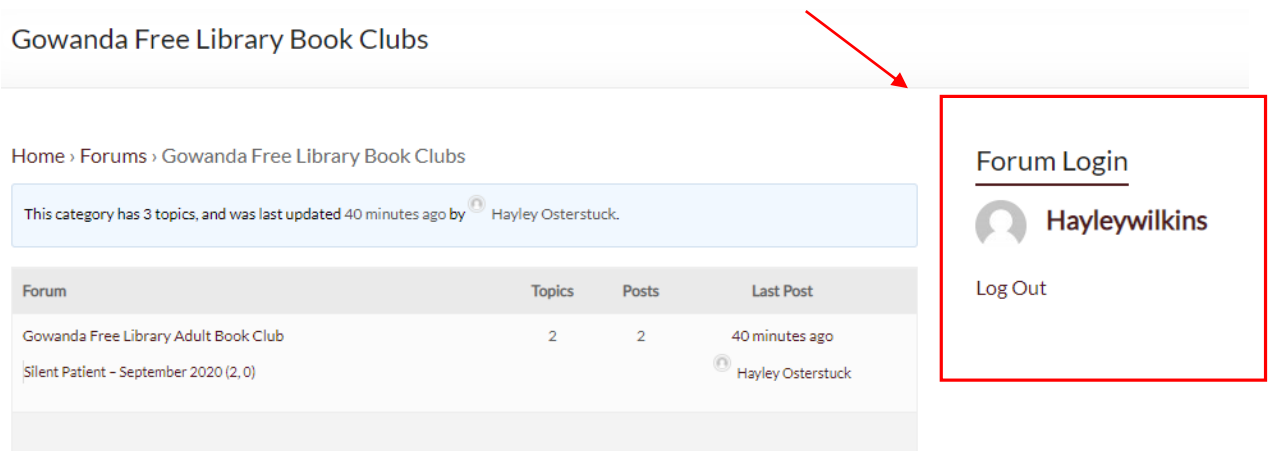 Gowanda Free Library Book Clubs
Home › Forums › Gowanda Free Library Book Clubs
This category has 3 topics, and was last updated 40 minutes ago by Hayley Osterstuck.
Forum Topics Posts Last Post
Gowanda Free Library Adult Book Club 2 2 40 minutes ago
Silent Patient – September 2020 (2, 0) Hayley Osterstuck
Forum Login
Hayleywilkins
Log Out